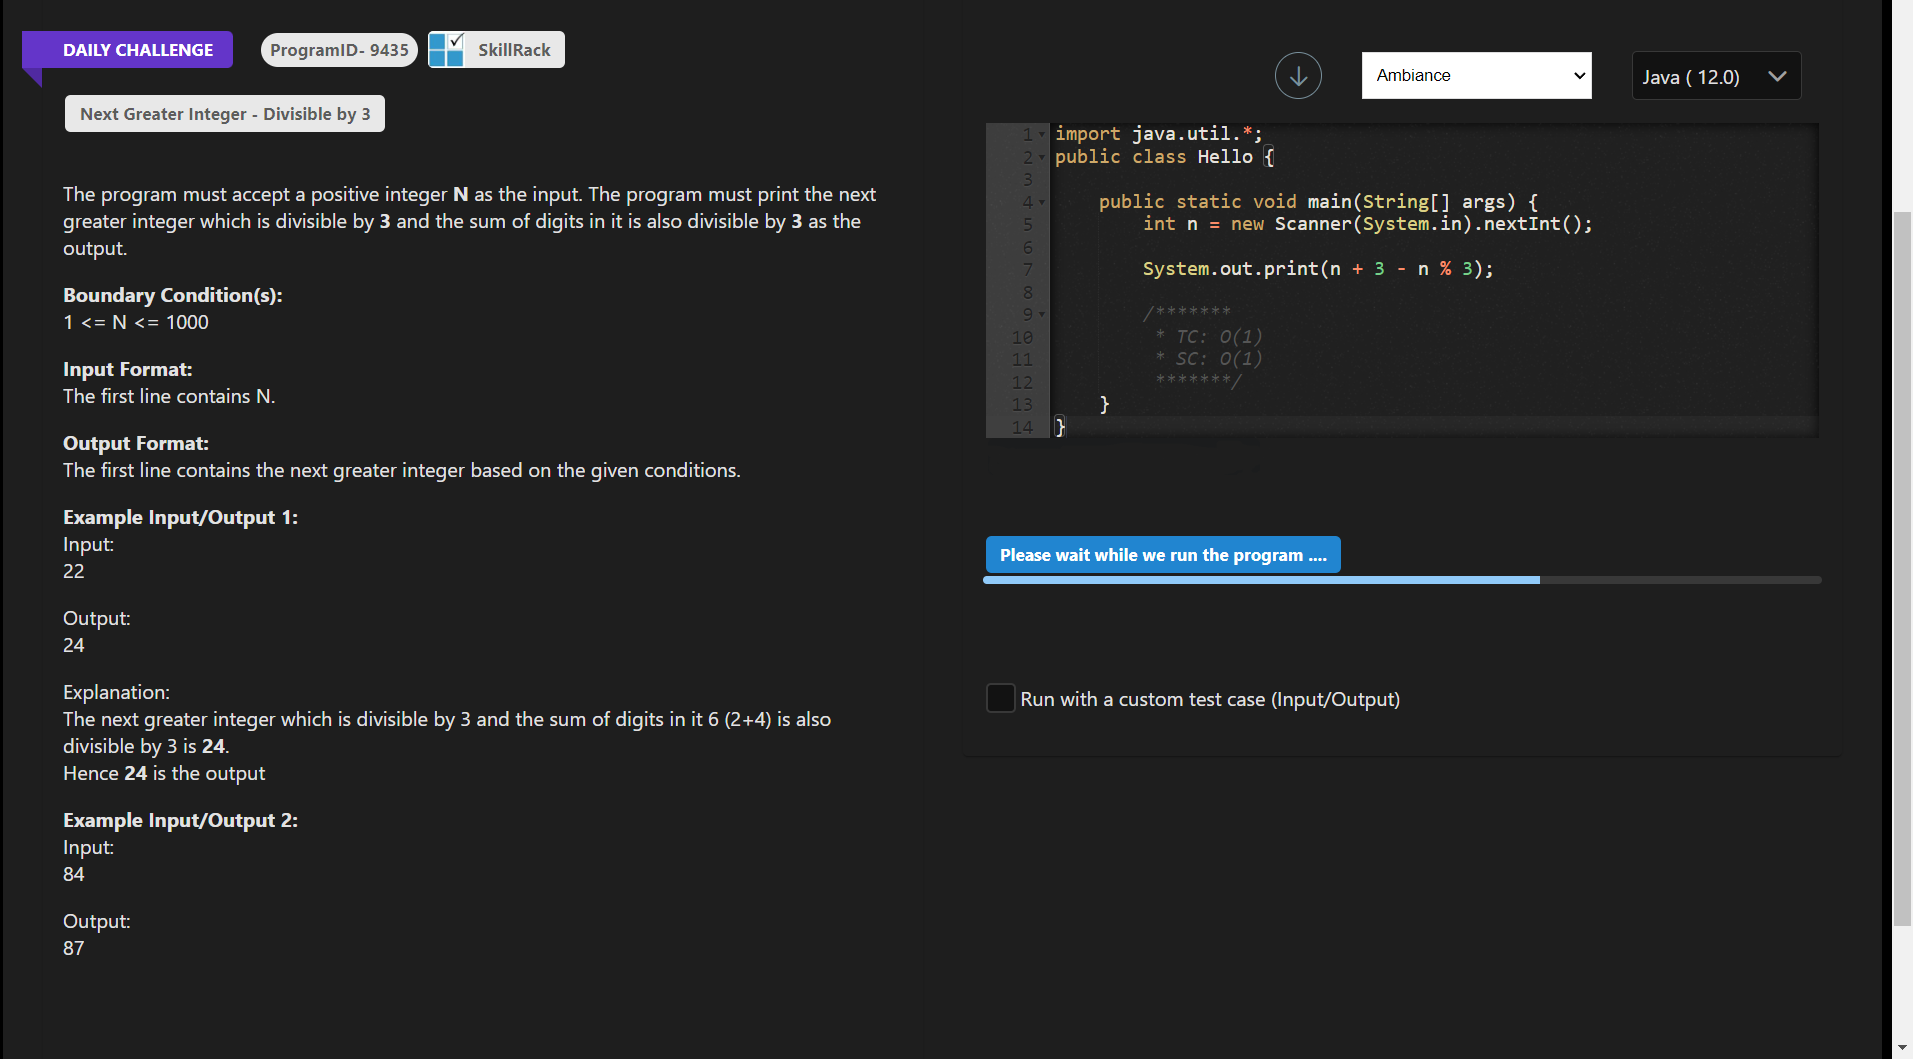 DAILY CHALLENGE
ProgramID- 9435
SkillRack
Next Greater Integer - Divisible by 3
The program must accept a positive integer N as the input. The program must print the next
greater integer which is divisible by 3 and the sum of digits in it is also divisible by 3 as the
output.
Boundary Condition(s):
1 <= N <= 1000
Input Format:
The first line contains N.
Output Format:
The first line contains the next greater integer based on the given conditions.
Example Input/Output 1:
Input:
22
Output:
24
Explanation:
The next greater integer which is divisible by 3 and the sum of digits in it 6 (2+4) is also
divisible by 3 is 24.
Hence 24 is the output
Example Input/Output 2:
Input:
84
Output:
87
Ambiance
Java ( 12.0)
1 import java.util.*;
2 public class Hello {
3
4     public static void main(String[] args) {
5         int n = new Scanner(System.in).nextInt();
6
7         System.out.print(n + 3 - n % 3);
8
9         /*******
10          * TC: O(1)
11          * SC: O(1)
12          *******/
13     }
14 }
Please wait while we run the program ....
Run with a custom test case (Input/Output)